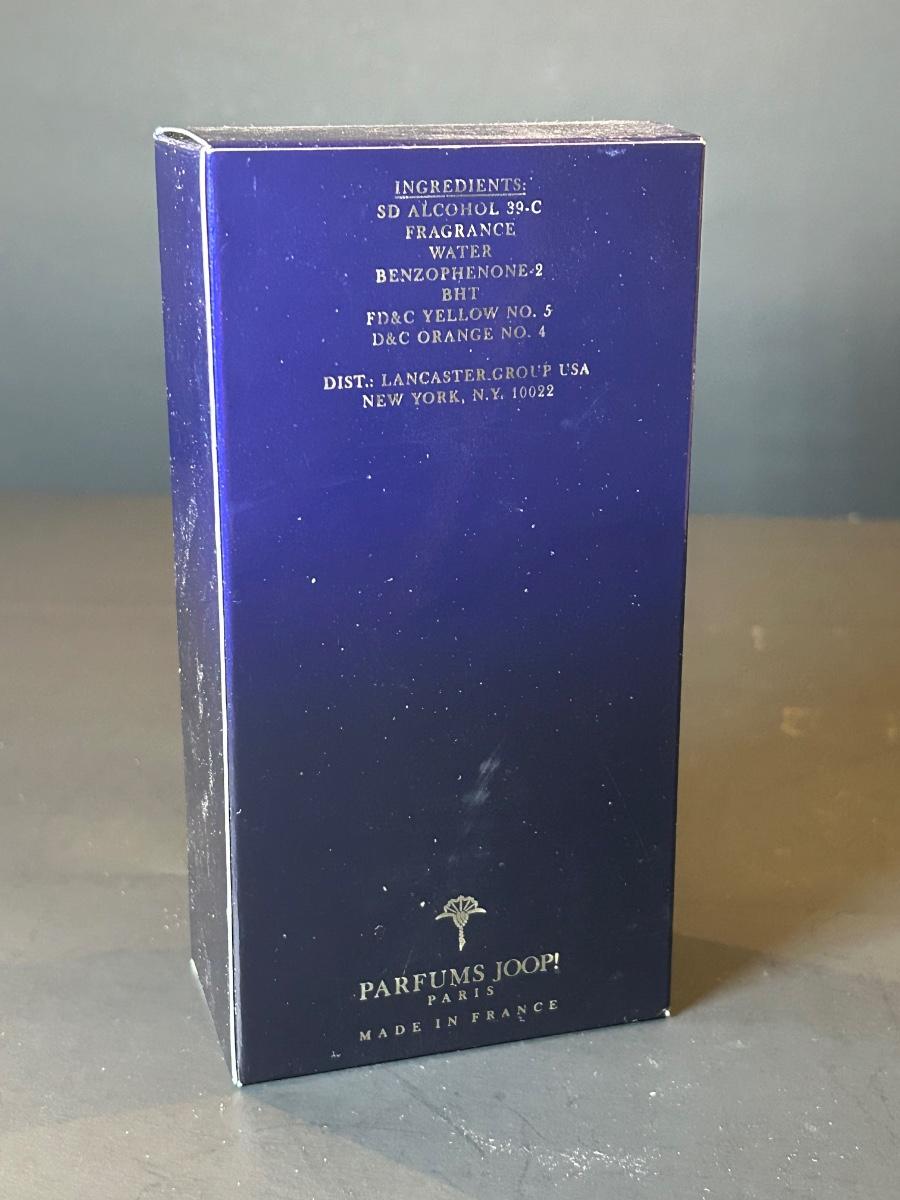 INGREDIENTS:
SD ALCOHOL 39-C
FRAGRANCE
WATER
BENZOPHENONE-2
BHT
FD&C YELLOW NO. 5
D&C ORANGE NO. 4
DIST.: LANCASTER GROUP USA
NEW YORK, N.Y. 10022
PARFUMS JOOP!
PARIS
MADE IN FRANCE